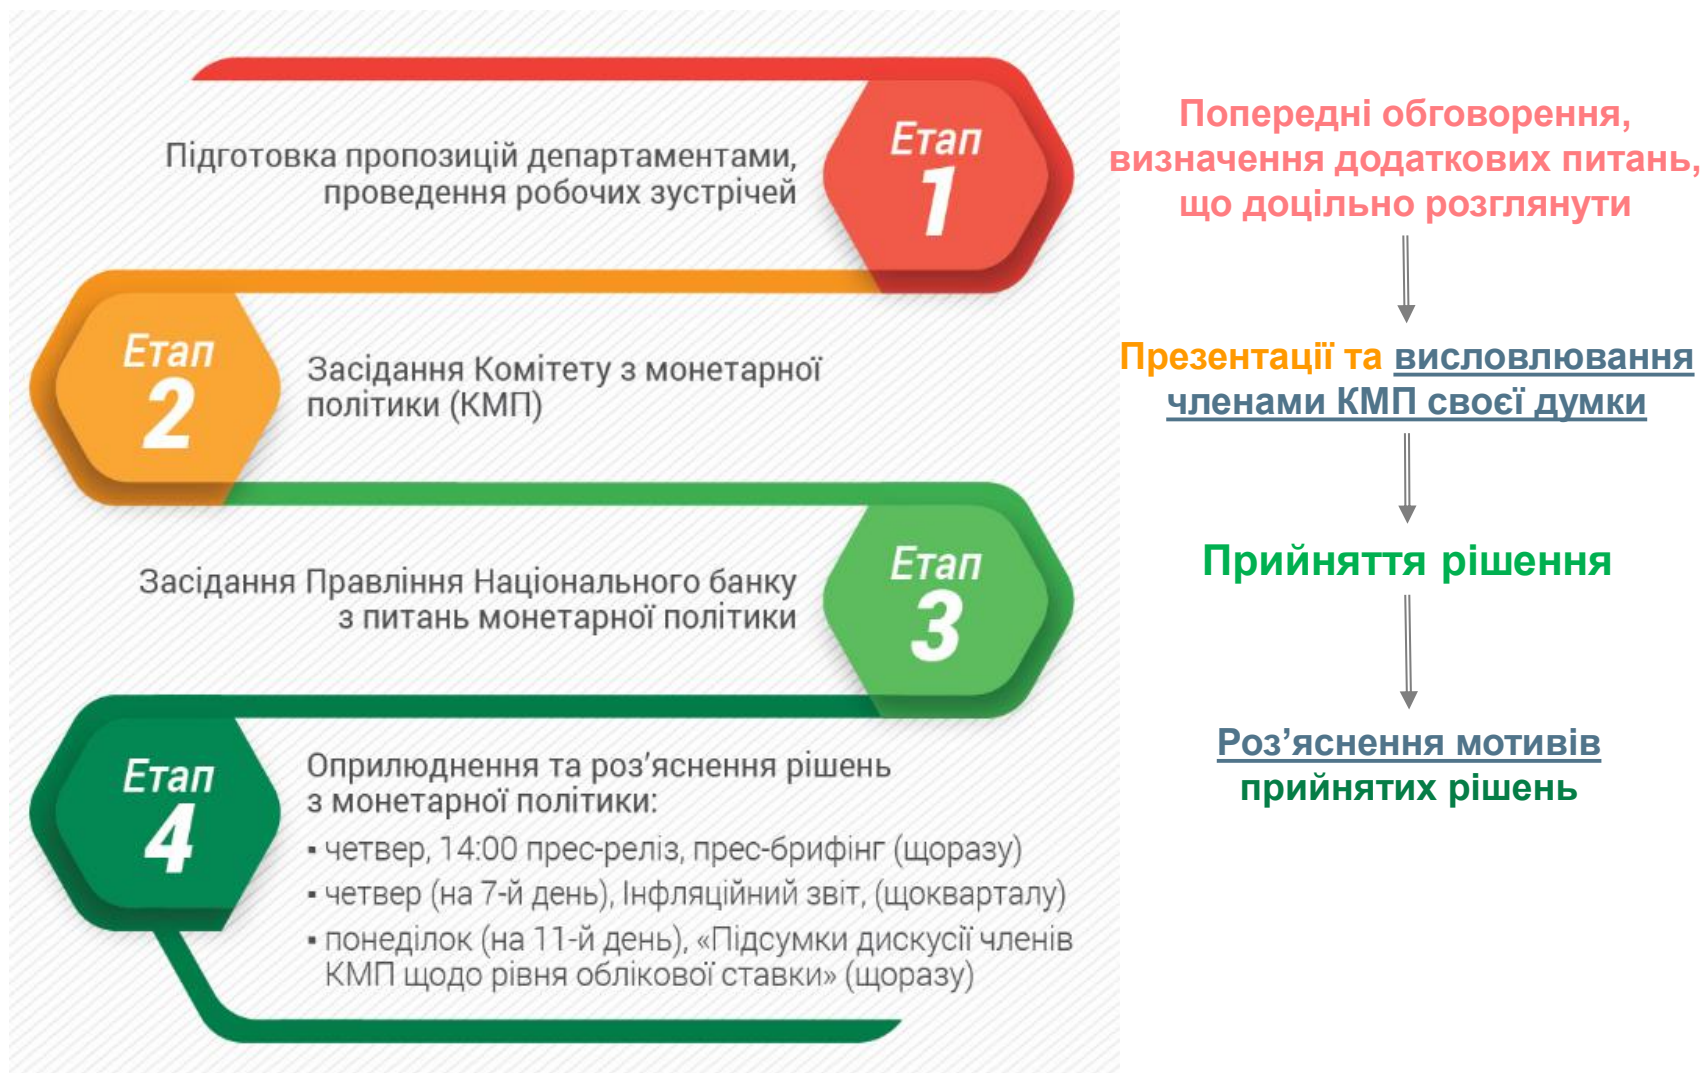 Етап
1
Підготовка пропозицій департаментами,
проведення робочих зустрічей
Попередні обговорення,
визначення додаткових питань,
що доцільно розглянути
Етап
2
Засідання Комітету з монетарної
політики (КМП)
Презентації та висловлювання
членами КМП своєї думки
Етап
3
Засідання Правління Національного банку
з питань монетарної політики
Прийняття рішення
Етап
4
Оприлюднення та роз’яснення рішень
з монетарної політики:
▪ четвер, 14:00 прес-реліз, прес-брифінг (щоразу)
▪ четвер (на 7-й день), Інфляційний звіт, (щокварталу)
▪ понеділок (на 11-й день), «Підсумки дискусії членів
КМП щодо рівня облікової ставки» (щоразу)
Роз’яснення мотивів
прийнятих рішень